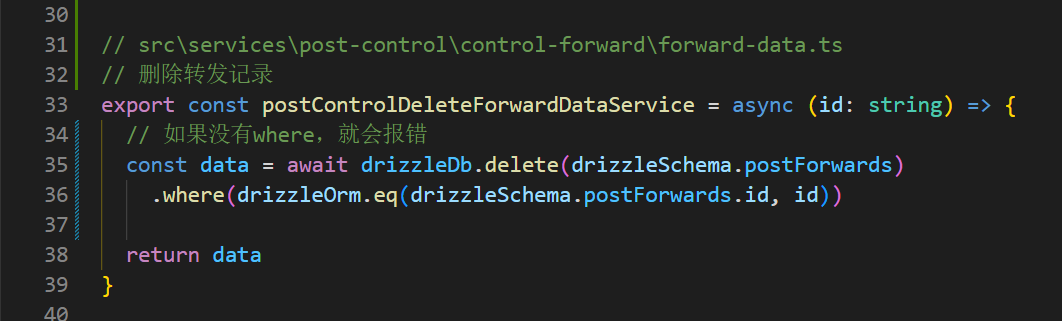 30
31 // src\services\post-control\control-forward\forward-data.ts
32 // 删除转发记录
33 export const postControlDeleteForwardDataService = async (id: string) => {
34 // 如果没有where，就会报错
35 const data = await drizzleDb.delete(drizzleSchema.postForwards)
36 .where(drizzleOrm.eq(drizzleSchema.postForwards.id, id))
37
38 return data
39 }
40